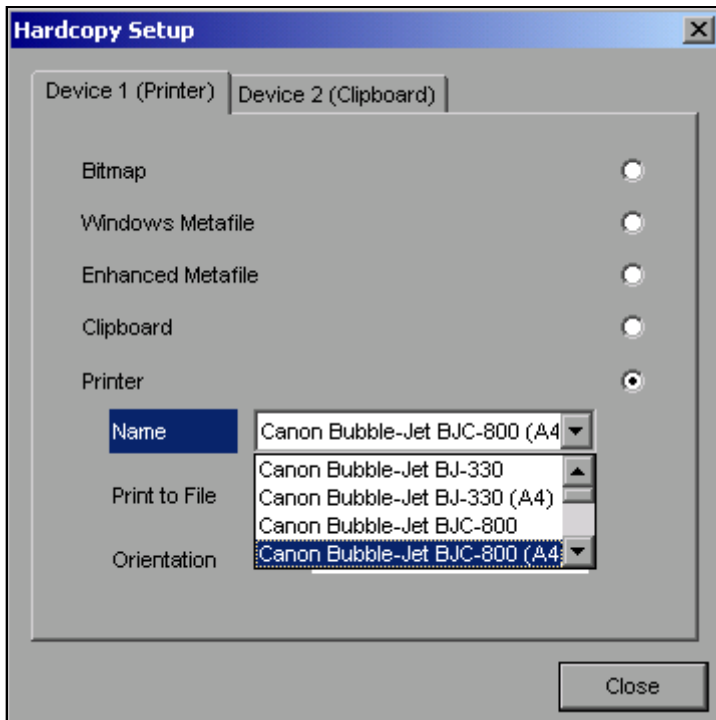 Hardcopy Setup
Device 1 (Printer)
Device 2 (Clipboard)
Bitmap
Windows Metafile
Enhanced Metafile
Clipboard
Printer
Name
Canon Bubble-Jet BJC-800 (A4
Canon Bubble-Jet BJ-330
Print to File
Canon Bubble-Jet BJ-330 (A4)
Canon Bubble-Jet BJC-800
Orientation
Canon Bubble-Jet BJC-800 (A4
Close